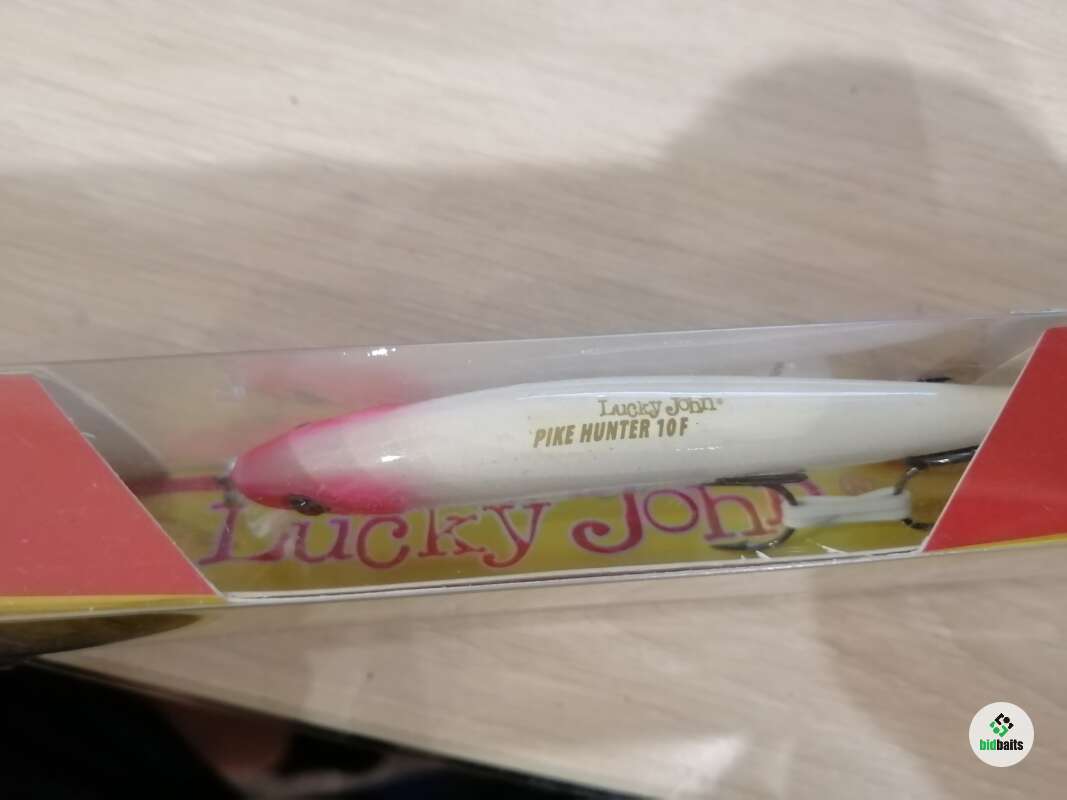 Lucky John®
PIKE HUNTER 10F
Lucky John®
bidbaits